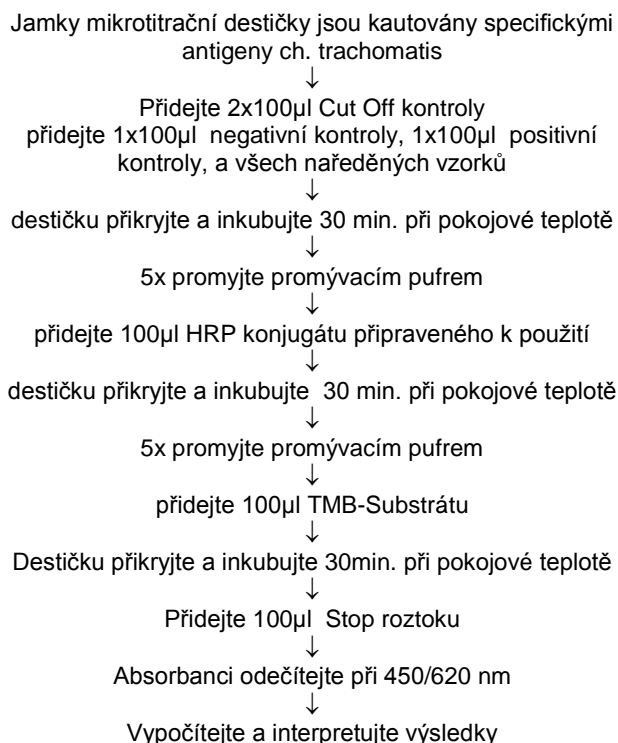 Jamky mikrotitrační destičky jsou kautovány specifickými
antigeny ch. trachomatis
↓
Přidejte 2x100µl Cut Off kontroly
přidejte 1x100µl negativní kontroly, 1x100µl positivní
kontroly, a všech naředěných vzorků
↓
destičku přikryjte a inkubujte 30 min. při pokojové teplotě
↓
5x promyjte promývacím pufrem
↓
přidejte 100µl HRP konjugátu připraveného k použití
↓
destičku přikryjte a inkubujte 30 min. při pokojové teplotě
↓
5x promyjte promývacím pufrem
↓
přidejte 100µl TMB-Substrátu
↓
Destičku přikryjte a inkubujte 30min. při pokojové teplotě
↓
Přidejte 100µl Stop roztoku
↓
Absorbanci odečítejte při 450/620 nm
↓
Vypočítejte a interpretujte výsledky